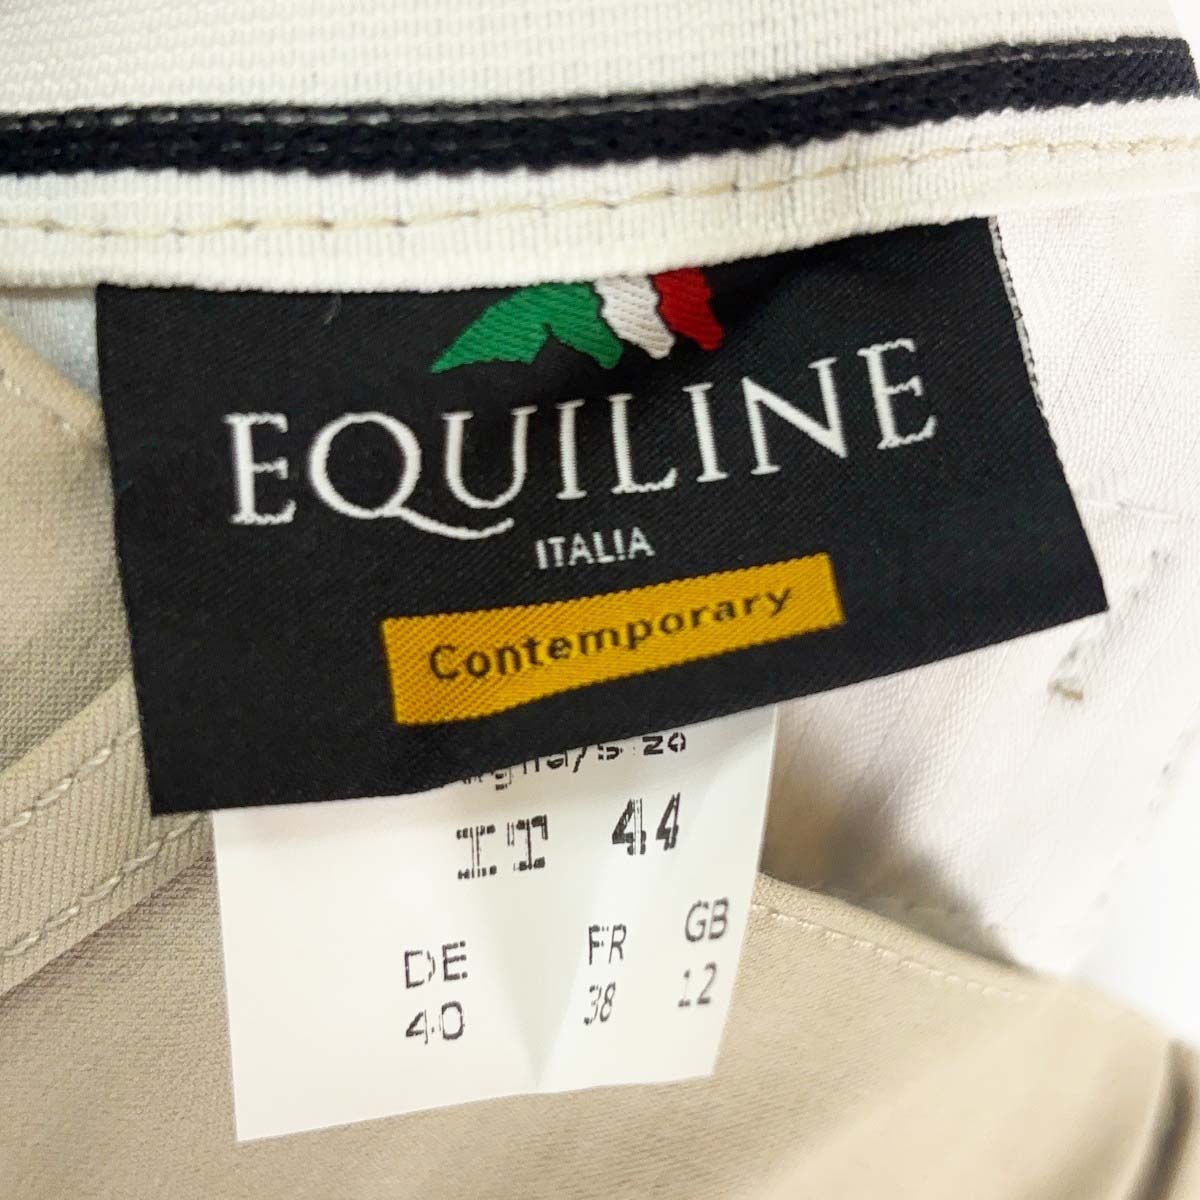 EQUILINE
ITALIA
Contemporary
IT 44
DE FR GB
40 38 12